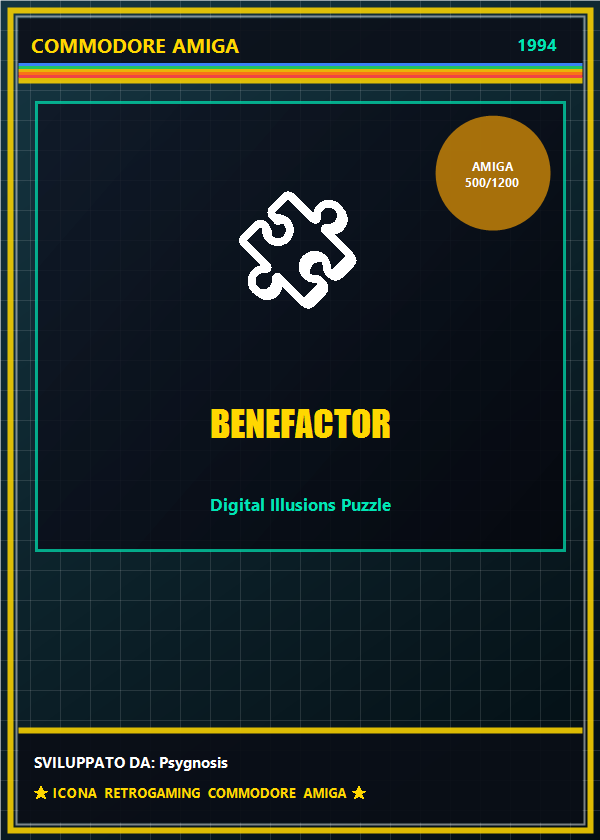 COMMODORE AMIGA
1994
AMIGA
500/1200
BENEFACTOR
Digital Illusions Puzzle
SVILUPPATO DA: Psygnosis
★ ICONA RETROGAMING COMMODORE AMIGA ★